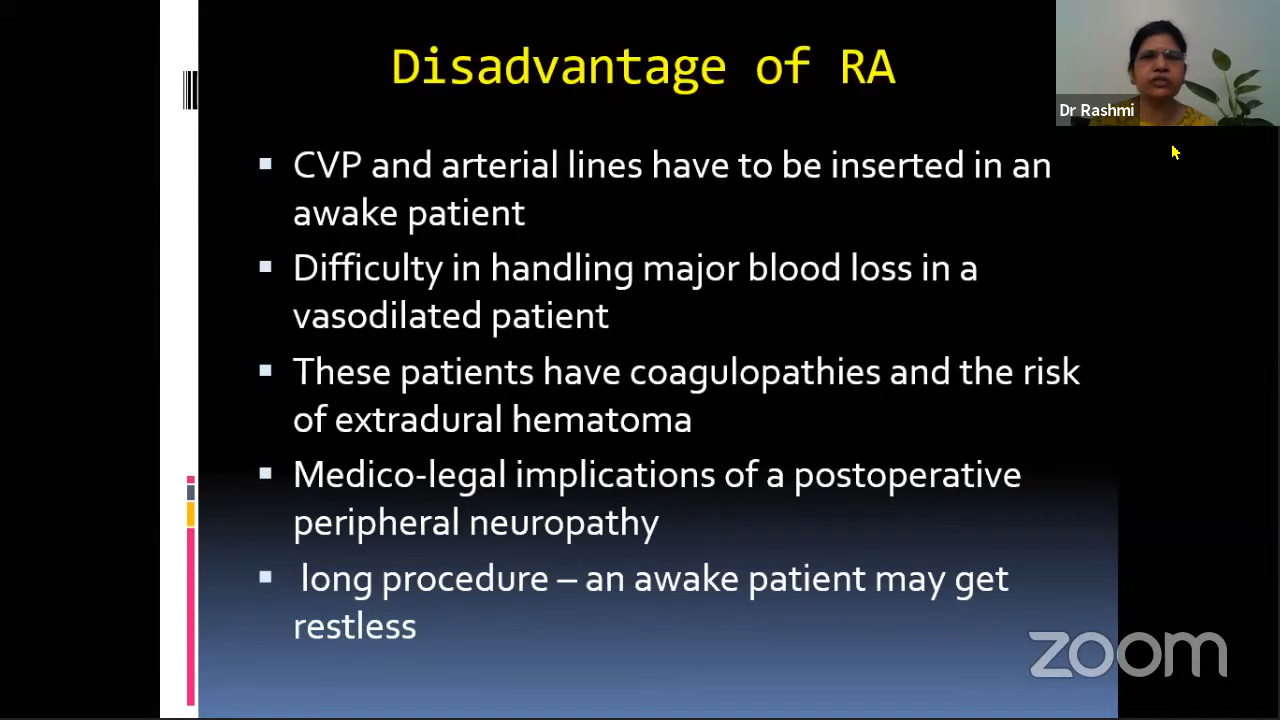 Disadvantage of RA
Dr Rashmi
CVP and arterial lines have to be inserted in an
awake patient
Difficulty in handling major blood loss in a
vasodilated patient
These patients have coagulopathies and the risk
of extradural hematoma
Medico-legal implications of a postoperative
peripheral neuropathy
long procedure – an awake patient may get
restless
zoom